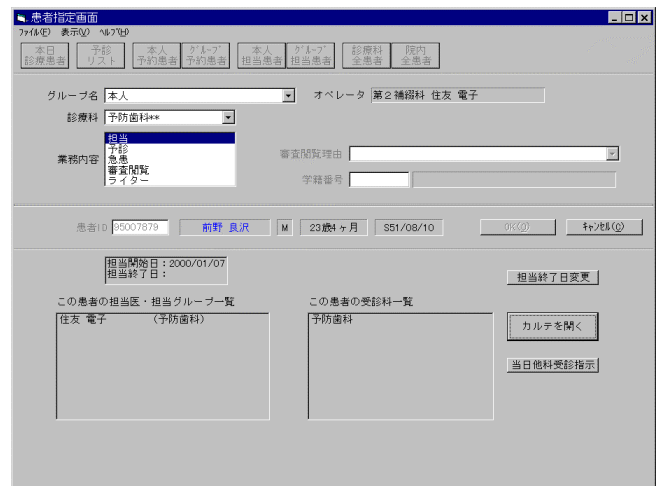 患者指定画面
ファイル(F) 表示(V) ヘルプ(H)
本日 診療患者 予診 リスト 本人 予約患者 グループ 予約患者 本人 担当患者 グループ 担当患者 診療科 全患者 院内 全患者
グループ名 本人 オペレータ 第2補綴科 住友 電子
診療科 予防歯科**
業務内容
担当
予診
急患
審査閲覧
ライター
審査閲覧理由
学籍番号
患者ID 95007879 前野 良沢 M 23歳4ヶ月 S51/08/10 OK(O) キャンセル(C)
担当開始日:2000/01/07
担当終了日:
担当終了日変更
この患者の担当医・担当グループ一覧 この患者の受診科一覧
住友 電子 (予防歯科) 予防歯科
カルテを開く
当日他科受診指示